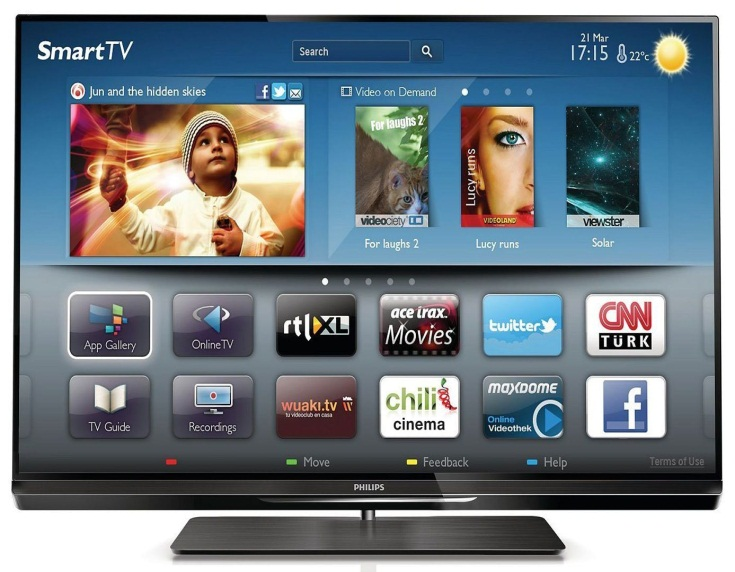 SmartTV
Search
21 Mar
17:15
22°c
Jun and the hidden skies
f
Video on Demand
For laughs 2
videociety
Lucy runs
VIDEOLAND
viewster
For laughs 2
Lucy runs
Solar
App Gallery
OnlineTV
rtl XL
ace trax.
Movies
twitter
CNN
TÜRK
TV Guide
Recordings
wuaki.tv
tu videoclub en casa
chili
cinema
maxdome
Online
Videothek
f
Move
Feedback
Help
Terms of Use
PHILIPS